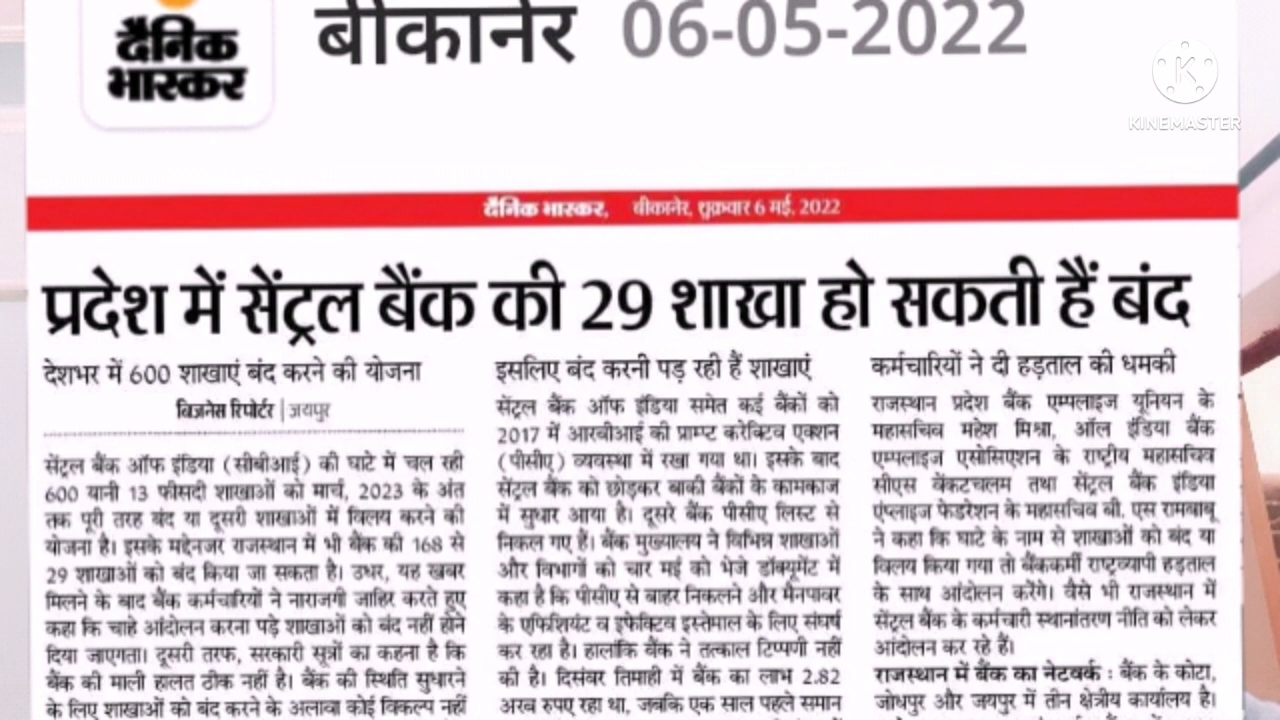 दैनिक
भास्कर
बीकानेर 06-05-2022
KINEMASTER
दैनिक भास्कर, बीकानेर, शुक्रवार 6 मई, 2022
प्रदेश में सेंट्रल बैंक की 29 शाखा हो सकती हैं बंद
देशभर में 600 शाखाएं बंद करने की योजना
बिजनेस रिपोर्टर | जयपुर
सेंट्रल बैंक ऑफ इंडिया (सीबीआई) की घाटे में चल रही
600 यानी 13 फीसदी शाखाओं को मार्च, 2023 के अंत
तक पूरी तरह बंद या दूसरी शाखाओं में विलय करने की
योजना है। इसके मद्देनजर राजस्थान में भी बैंक की 168 से
29 शाखाओं को बंद किया जा सकता है। उधर, यह खबर
मिलने के बाद बैंक कर्मचारियों ने नाराजगी जाहिर करते हुए
कहा कि चाहे आंदोलन करना पड़े शाखाओं को बंद नहीं होने
दिया जाएगता। दूसरी तरफ, सरकारी सूत्रों का कहना है कि
बैंक की माली हालत ठीक नहीं है। बैंक की स्थिति सुधारने
के लिए शाखाओं को बंद करने के अलावा कोई विकल्प नहीं
इसलिए बंद करनी पड़ रही हैं शाखाएं
सेंट्रल बैंक ऑफ इंडिया समेत कई बैंकों को
2017 में आरबीआई की प्राम्प्ट करेक्टिव एक्शन
(पीसीए) व्यवस्था में रखा गया था। इसके बाद
सेंट्रल बैंक को छोड़कर बाकी बैंकों के कामकाज
में सुधार आया है। दूसरे बैंक पीसीए लिस्ट से
निकल गए हैं। बैंक मुख्यालय ने विभिन्न शाखाओं
और विभागों को चार मई को भेजे डॉक्यूमेंट में
कहा है कि पीसीए से बाहर निकलने और मैनपावर
के एफिशियंट व इफेक्टिव इस्तेमाल के लिए संघर्ष
कर रहा है। हालांकि बैंक ने तत्काल टिप्पणी नहीं
की है। दिसंबर तिमाही में बैंक का लाभ 2.82
अरब रुपए रहा था, जबकि एक साल पहले समान
कर्मचारियों ने दी हड़ताल की धमकी
राजस्थान प्रदेश बैंक एम्पलाइज यूनियन के
महासचिव महेश मिश्रा, ऑल इंडिया बैंक
एम्पलाइज एसोसिएशन के राष्ट्रीय महासचिव
सीएस वेंकटचलम तथा सेंट्रल बैंक इंडिया
एंप्लाइज फेडरेशन के महासचिव बी. एस रामबाबू
ने कहा कि घाटे के नाम से शाखाओं को बंद या
विलय किया गया तो बैंककर्मी राष्ट्रव्यापी हड़ताल
के साथ आंदोलन करेंगे। वैसे भी राजस्थान में
सेंट्रल बैंक के कर्मचारी स्थानांतरण नीति को लेकर
आंदोलन कर रहे हैं।
राजस्थान में बैंक का नेटवर्क : बैंक के कोटा,
जोधपुर और जयपुर में तीन क्षेत्रीय कार्यालय है।